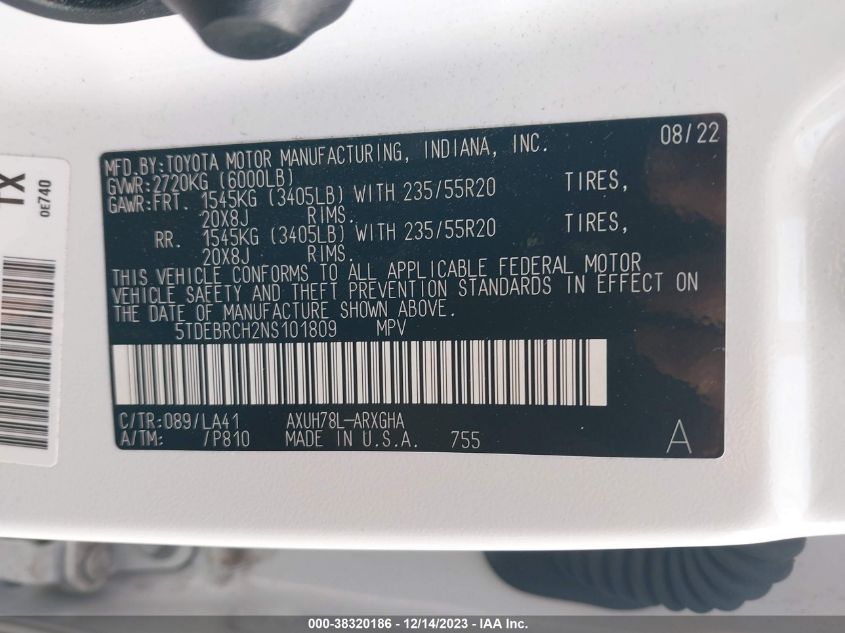 TX
0E740
08/22
MFD.BY:TOYOTA MOTOR MANUFACTURING, INDIANA, INC.
GVWR:2720KG (6000LB)
GAWR:FRT. 1545KG (3405LB) WITH 235/55R20 TIRES,
20X8J RIMS.
RR. 1545KG (3405LB) WITH 235/55R20 TIRES,
20X8J RIMS.
THIS VEHICLE CONFORMS TO ALL APPLICABLE FEDERAL MOTOR
VEHICLE SAFETY AND THEFT PREVENTION STANDARDS IN EFFECT ON
THE DATE OF MANUFACTURE SHOWN ABOVE.
5TDEBRCH2NS101809 MPV
C/TR:089/LA41 AXUH78L-ARXGHA
A/TM: /P810 MADE IN U.S.A. 755
A
000-38320186 - 12/14/2023 - IAA Inc.